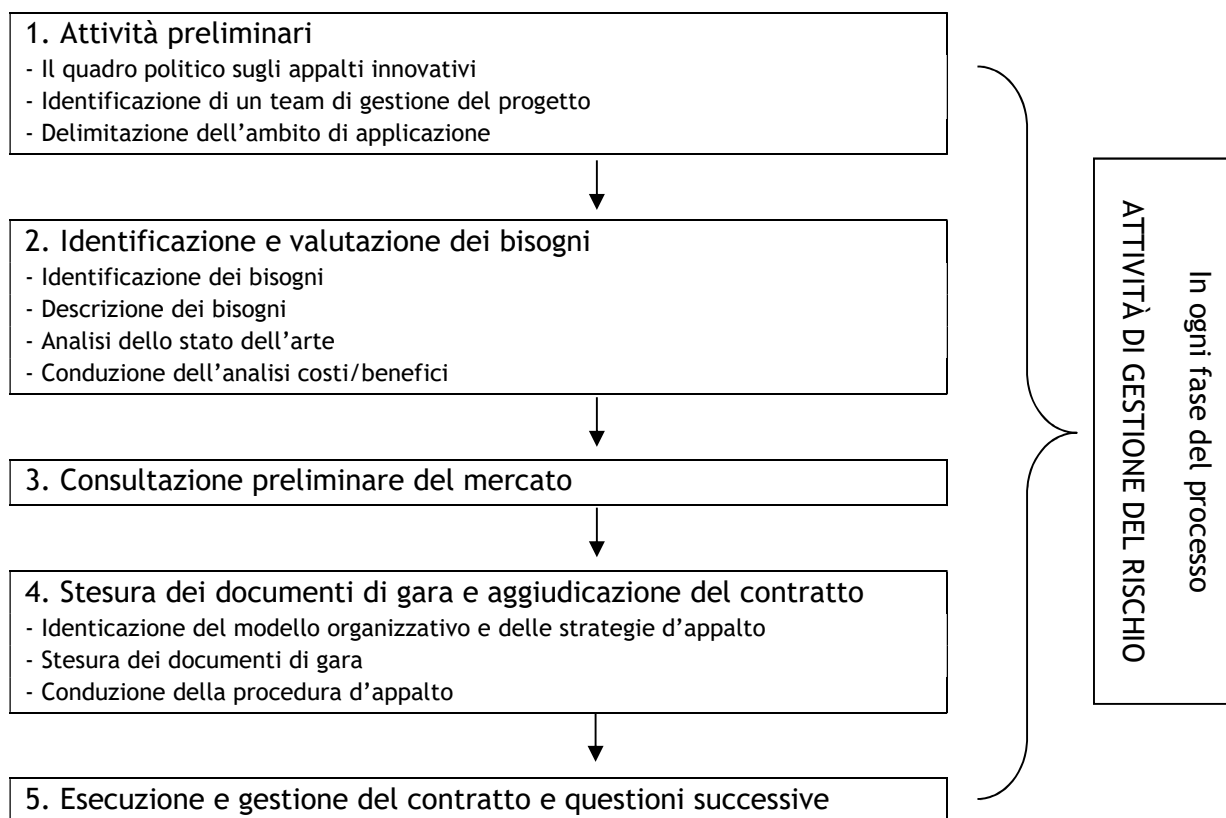 1. Attività preliminari
- Il quadro politico sugli appalti innovativi
- Identificazione di un team di gestione del progetto
- Delimitazione dell’ambito di applicazione
2. Identificazione e valutazione dei bisogni
- Identificazione dei bisogni
- Descrizione dei bisogni
- Analisi dello stato dell’arte
- Conduzione dell’analisi costi/benefici
3. Consultazione preliminare del mercato
4. Stesura dei documenti di gara e aggiudicazione del contratto
- Identicazione del modello organizzativo e delle strategie d’appalto
- Stesura dei documenti di gara
- Conduzione della procedura d’appalto
5. Esecuzione e gestione del contratto e questioni successive
In ogni fase del processo
ATTIVITÀ DI GESTIONE DEL RISCHIO